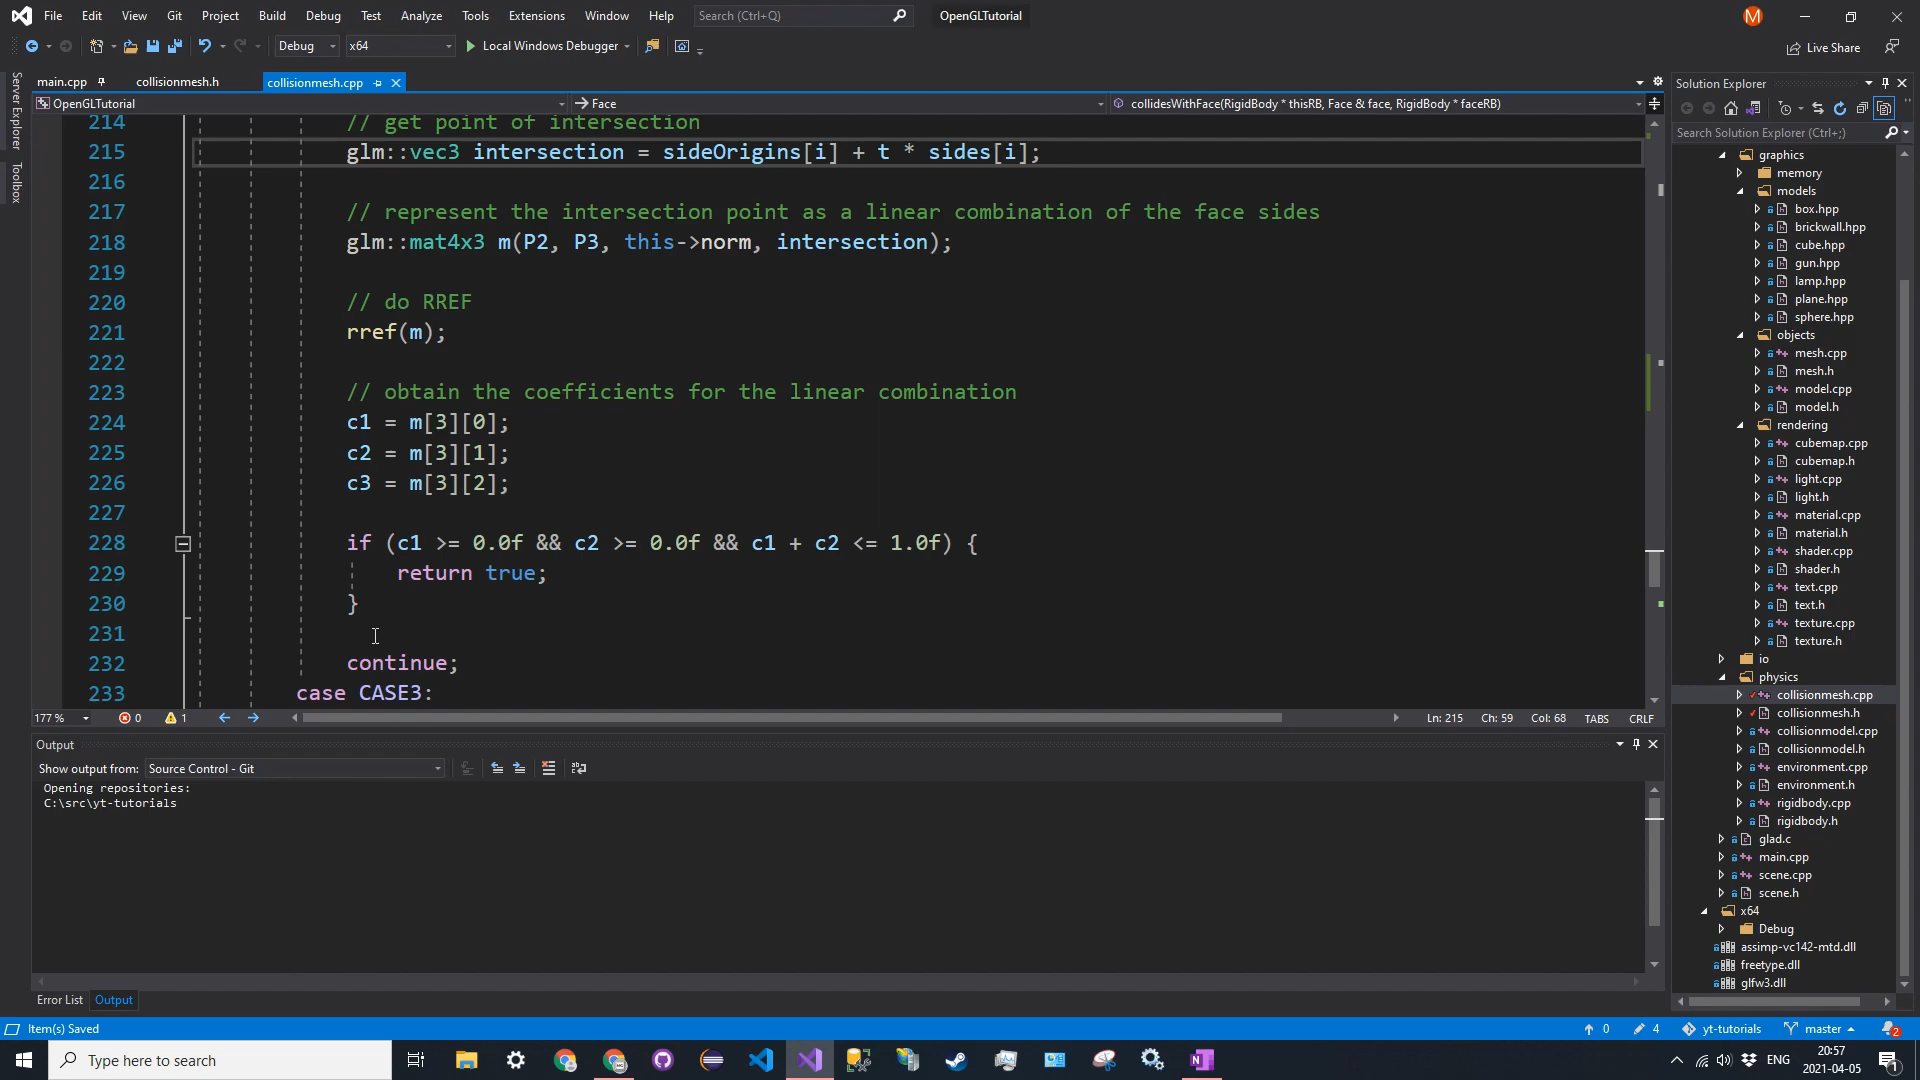 File Edit View Git Project Build Debug Test Analyze Tools Extensions Window Help Search (Ctrl+Q) OpenGLTutorial M
Debug x64 Local Windows Debugger Live Share
main.cpp collisionmesh.h collisionmesh.cpp
OpenGLTutorial Face collidesWithFace(RigidBody * thisRB, Face & face, RigidBody * faceRB)
Server Explorer
Toolbox
214 // get point of intersection
215 glm::vec3 intersection = sideOrigins[i] + t * sides[i];
216
217 // represent the intersection point as a linear combination of the face sides
218 glm::mat4x3 m(P2, P3, this->norm, intersection);
219
220 // do RREF
221 rref(m);
222
223 // obtain the coefficients for the linear combination
224 c1 = m[3][0];
225 c2 = m[3][1];
226 c3 = m[3][2];
227
228 if (c1 >= 0.0f && c2 >= 0.0f && c1 + c2 <= 1.0f) {
229 return true;
230 }
231
232 continue;
233 case CASE3:
177 % 0 1 Ln: 215 Ch: 59 Col: 68 TABS CRLF
Output
Show output from: Source Control - Git
Opening repositories:
C:\src\yt-tutorials
Error List Output
Solution Explorer
Search Solution Explorer (Ctrl+;)
graphics
memory
models
box.hpp
brickwall.hpp
cube.hpp
gun.hpp
lamp.hpp
plane.hpp
sphere.hpp
objects
mesh.cpp
mesh.h
model.cpp
model.h
rendering
cubemap.cpp
cubemap.h
light.cpp
light.h
material.cpp
material.h
shader.cpp
shader.h
text.cpp
text.h
texture.cpp
texture.h
io
physics
collisionmesh.cpp
collisionmesh.h
collisionmodel.cpp
collisionmodel.h
environment.cpp
environment.h
rigidbody.cpp
rigidbody.h
glad.c
main.cpp
scene.cpp
scene.h
x64
Debug
assimp-vc142-mtd.dll
freetype.dll
glfw3.dll
Item(s) Saved 0 4 yt-tutorials master 2
Type here to search ENG 20:57
2021-04-05 1